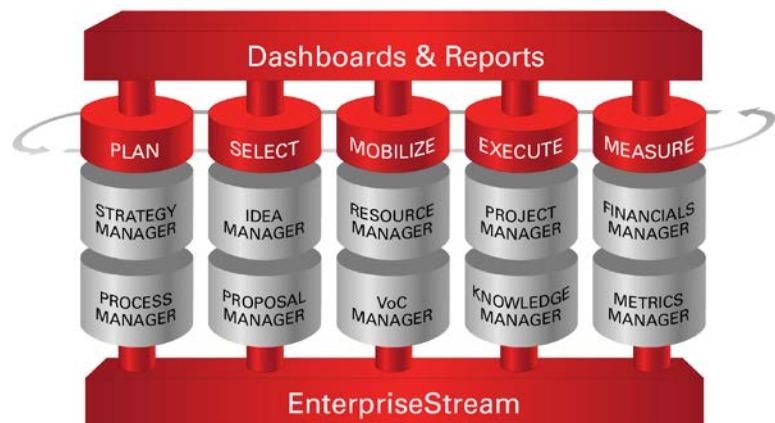 Dashboards & Reports
PLAN
SELECT
MOBILIZE
EXECUTE
MEASURE
STRATEGY
MANAGER
IDEA
MANAGER
RESOURCE
MANAGER
PROJECT
MANAGER
FINANCIALS
MANAGER
PROCESS
MANAGER
PROPOSAL
MANAGER
VoC
MANAGER
KNOWLEDGE
MANAGER
METRICS
MANAGER
EnterpriseStream